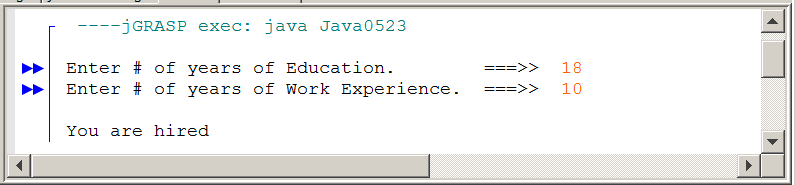 ----jGRASP exec: java Java0523
Enter # of years of Education.        ===>>  18
Enter # of years of Work Experience.  ===>>  10
You are hired